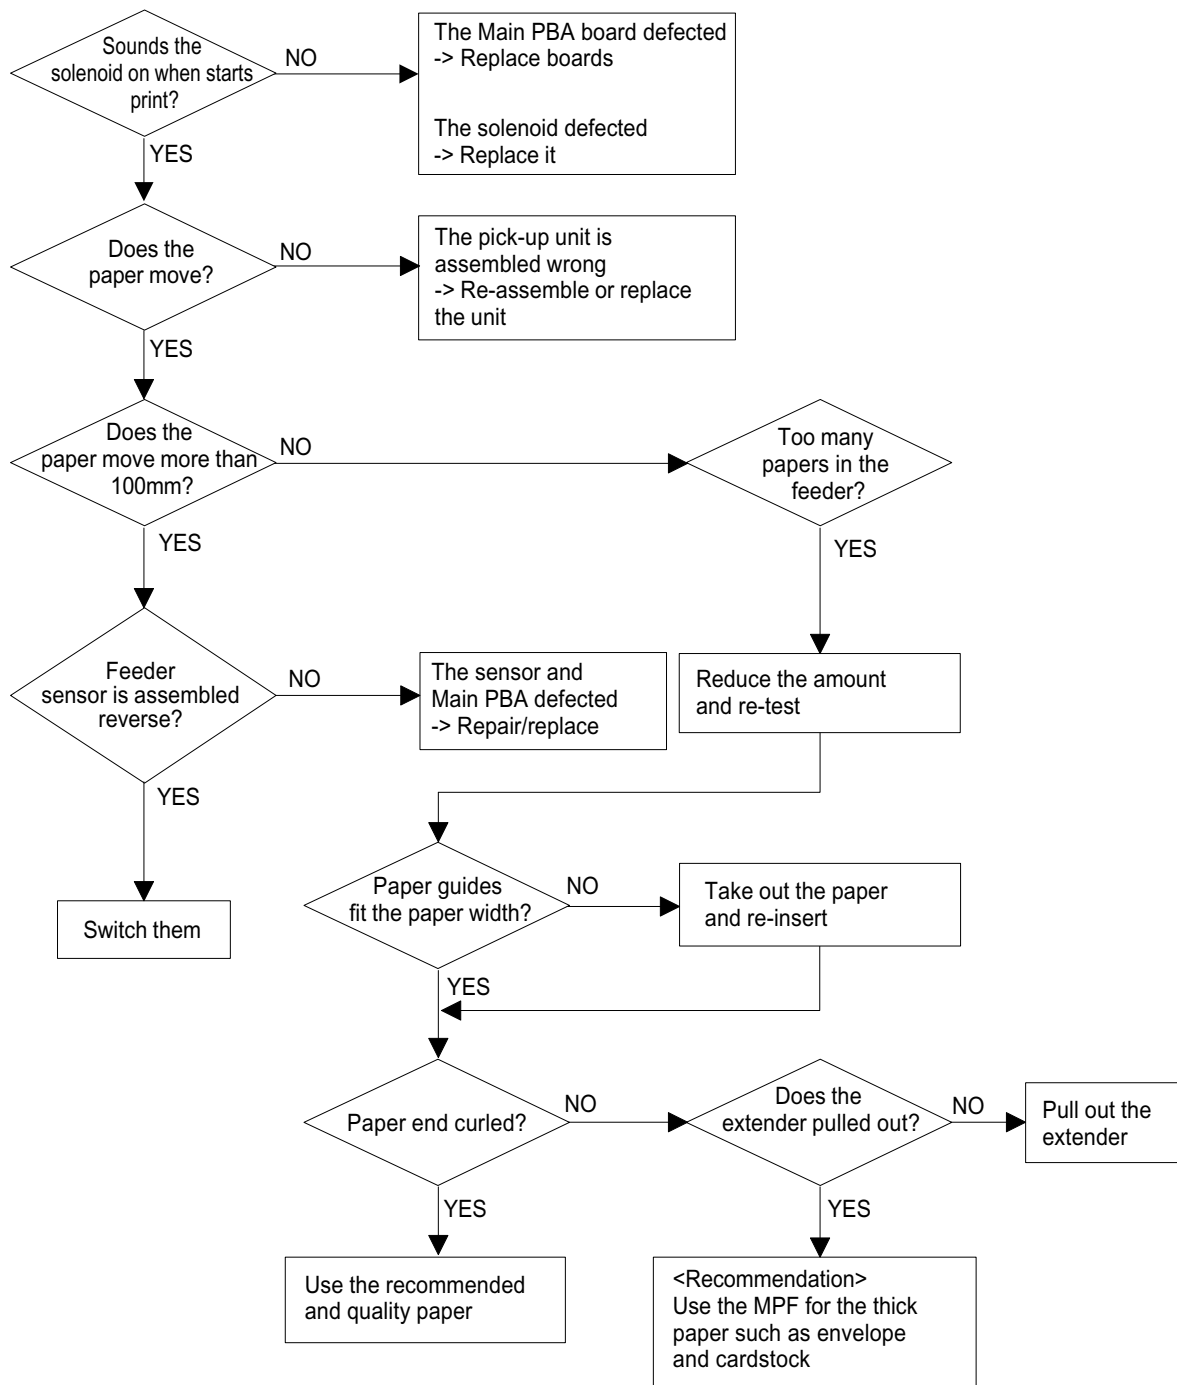 Sounds the
solenoid on when starts
print?
NO
The Main PBA board defected
-> Replace boards
The solenoid defected
-> Replace it
YES
Does the
paper move?
NO
The pick-up unit is
assembled wrong
-> Re-assemble or replace
the unit
YES
Does the
paper move more than
100mm?
NO
Too many
papers in the
feeder?
YES
YES
Feeder
sensor is assembled
reverse?
NO
The sensor and
Main PBA defected
-> Repair/replace
Reduce the amount
and re-test
YES
Switch them
Paper guides
fit the paper width?
NO
Take out the paper
and re-insert
YES
Paper end curled?
NO
Does the
extender pulled out?
NO
Pull out the
extender
YES
YES
Use the recommended
and quality paper
<Recommendation>
Use the MPF for the thick
paper such as envelope
and cardstock